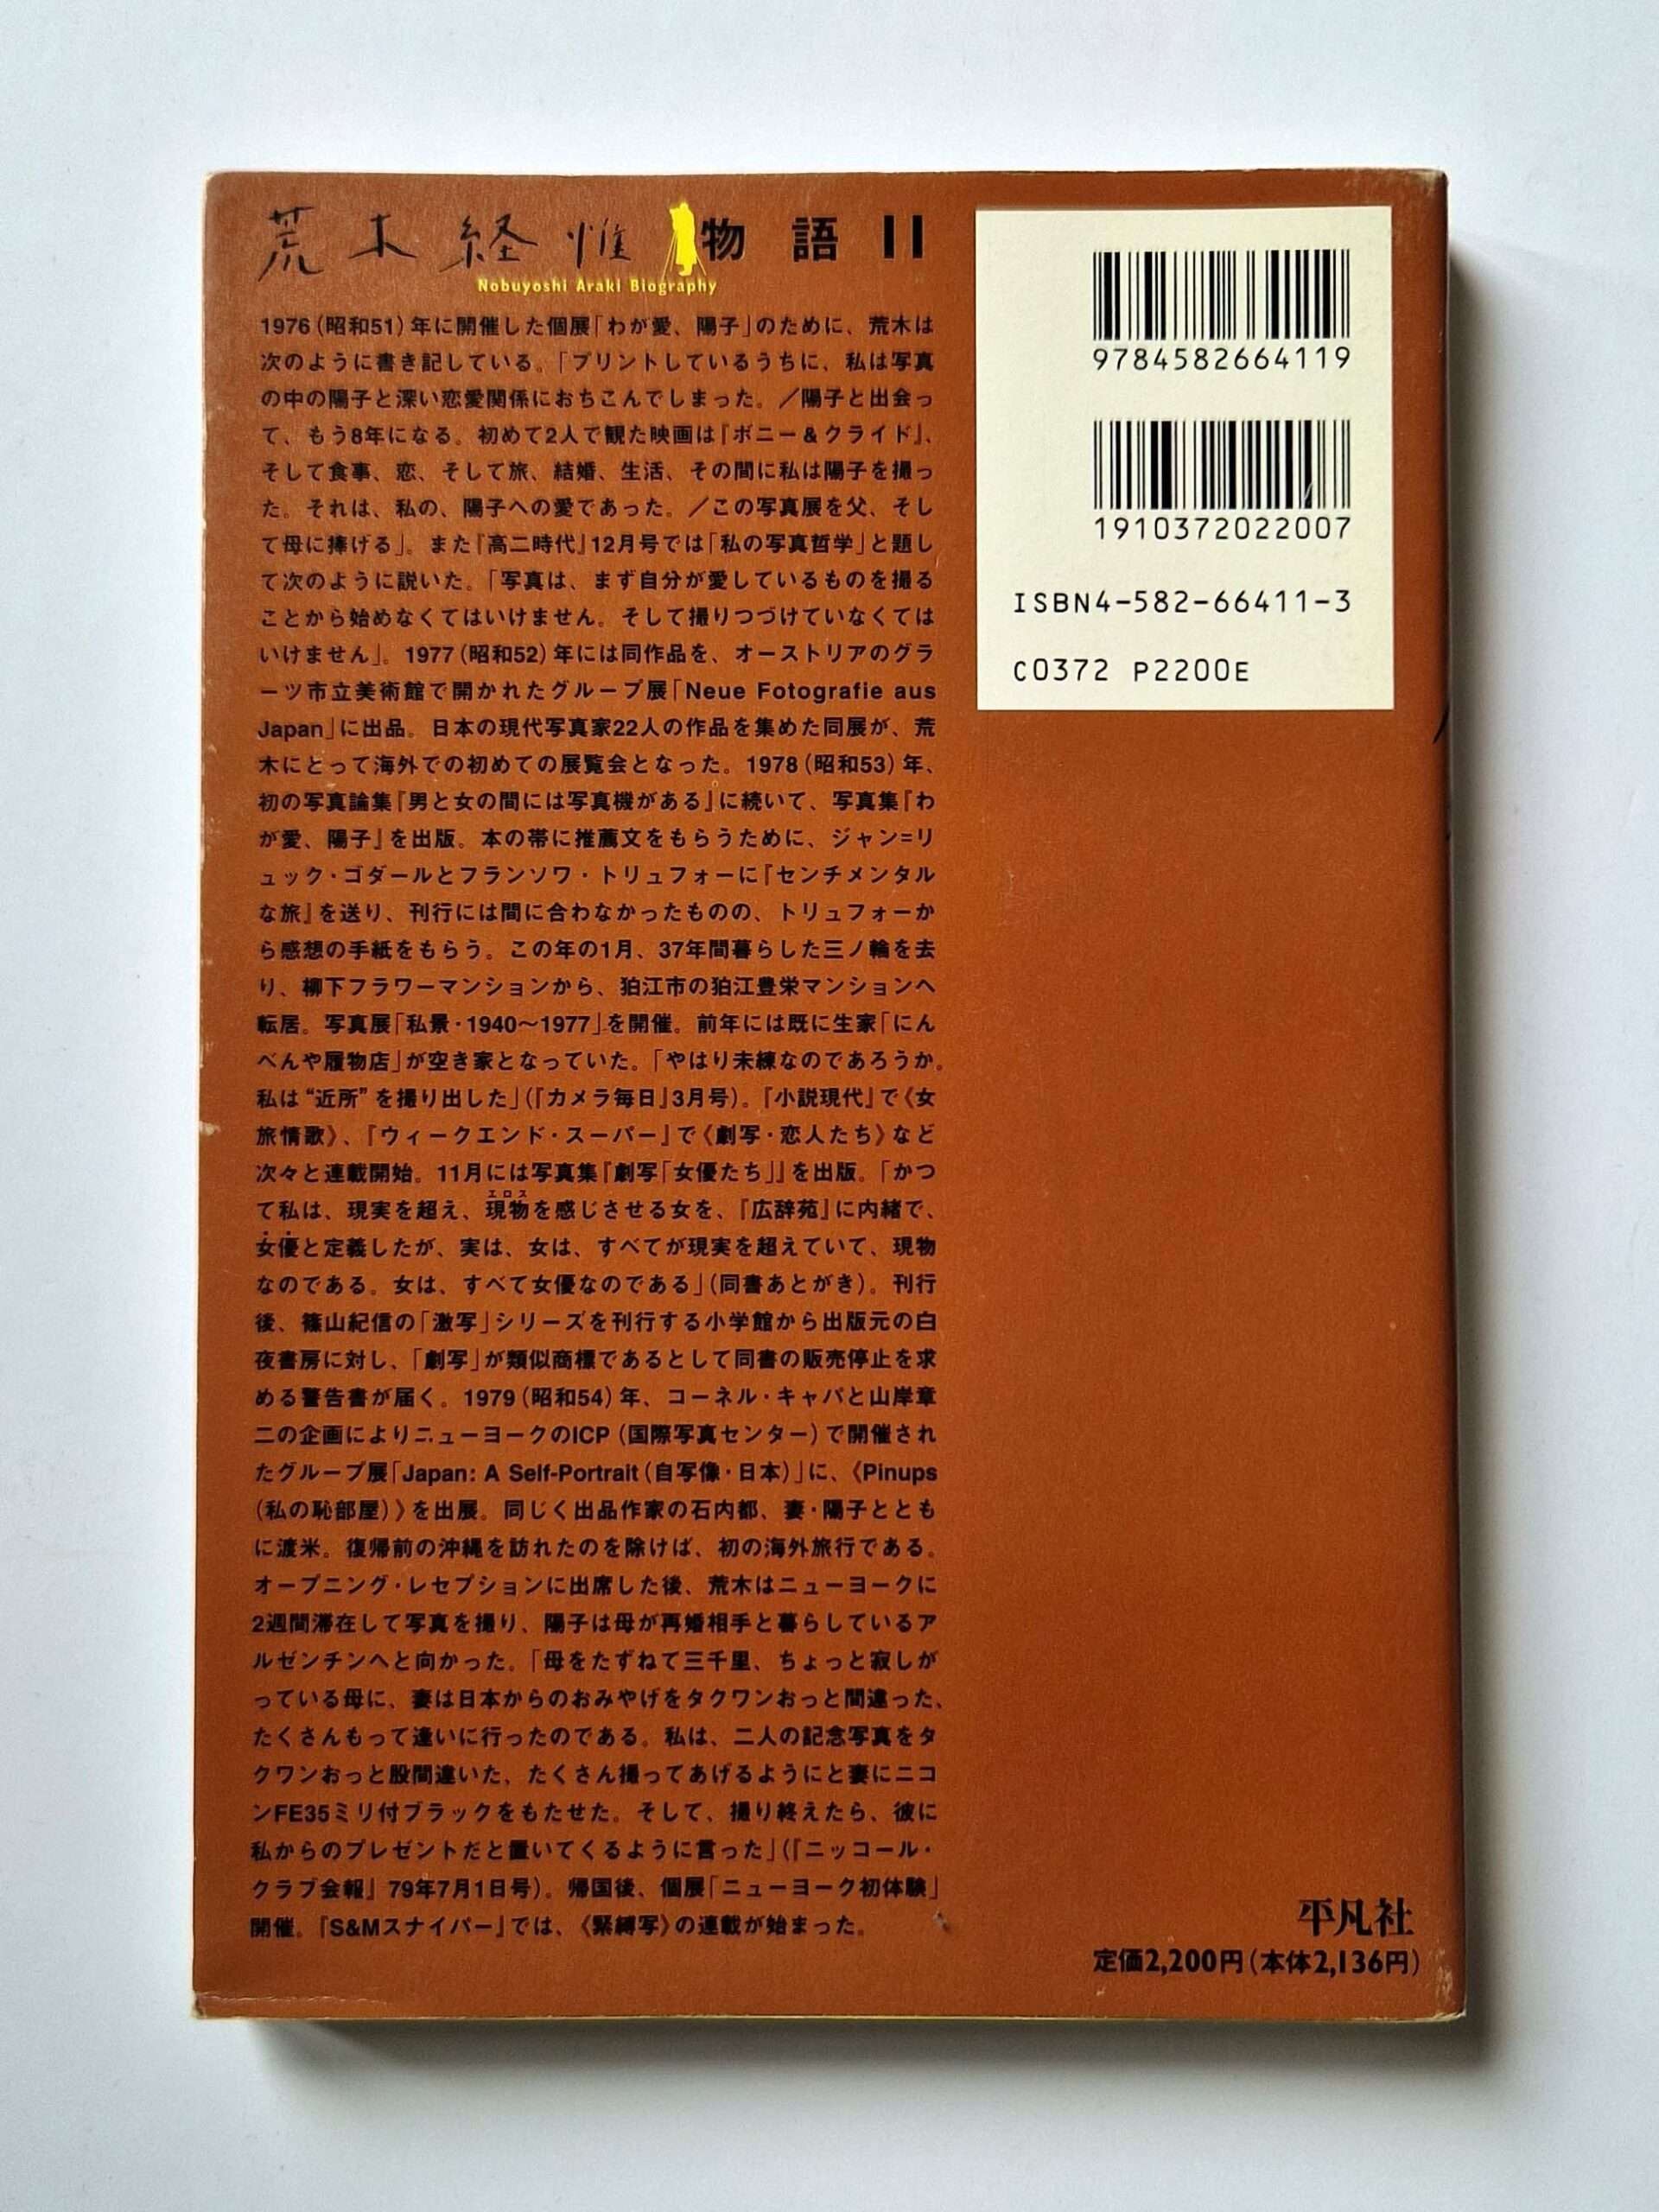 荒木経惟物語11
Nobuyoshi Araki Biography
1976(昭和51)年に開催した個展「わが愛、陽子」のために、荒木は
次のように書き記している。「プリントしているうちに、私は写真
の中の陽子と深い恋愛関係におちこんでしまった。/陽子と出会っ
て、もう8年になる。初めて2人で観た映画は『ボニー&クライド』、
そして食事、恋、そして旅、結婚、生活、その間に私は陽子を撮っ
た。それは、私の、陽子への愛であった。/この写真展を父、そし
て母に捧げる」。また『高二時代』12月号では「私の写真哲学」と題し
て次のように説いた。「写真は、まず自分が愛しているものを撮る
ことから始めなくてはいけません。そして撮りつづけていなくては
いけません」。1977(昭和52)年には同作品を、オーストリアのグラ
ーツ市立美術館で開かれたグループ展「Neue Fotografie aus
Japan」に出品。日本の現代写真家22人の作品を集めた同展が、荒
木にとって海外での初めての展覧会となった。1978(昭和53)年、
初の写真論集『男と女の間には写真機がある』に続いて、写真集『わ
が愛、陽子』を出版。本の帯に推薦文をもらうために、ジャン=リ
ュック・ゴダールとフランソワ・トリュフォーに『センチメンタル
な旅』を送り、刊行には間に合わなかったものの、トリュフォーか
ら感想の手紙をもらう。この年の1月、37年間暮らした三ノ輪を去
り、柳下フラワーマンションから、狛江市の狛江豊栄マンションへ
転居。写真展「私景・1940〜1977」を開催。前年には既に生家「にん
べんや履物店」が空き家となっていた。「やはり未練なのであろうか。
私は“近所”を撮り出した」(『カメラ毎日』3月号)。『小説現代』で《女
旅情歌》、『ウィークエンド・スーパー』で《劇写・恋人たち》など
次々と連載開始。11月には写真集『劇写「女優たち」』を出版。「かつ
て私は、現実を超え、現物を感じさせる女を、『広辞苑』に内緒で、
エロス
女優と定義したが、実は、女は、すべてが現実を超えていて、現物
なのである。女は、すべて女優なのである」(同書あとがき)。刊行
後、篠山紀信の「激写」シリーズを刊行する小学館から出版元の白
夜書房に対し、「劇写」が類似商標であるとして同書の販売停止を求
める警告書が届く。1979(昭和54)年、コーネル・キャパと山岸章
二の企画によりニューヨークのICP(国際写真センター)で開催され
たグループ展「Japan: A Self-Portrait(自写像・日本)」に、《Pinups
(私の恥部屋)》を出展。同じく出品作家の石内都、妻・陽子ととも
に渡米。復帰前の沖縄を訪れたのを除けば、初の海外旅行である。
オープニング・レセプションに出席した後、荒木はニューヨークに
2週間滞在して写真を撮り、陽子は母が再婚相手と暮らしているア
ルゼンチンへと向かった。「母をたずねて三千里、ちょっと寂しが
っている母に、妻は日本からのおみやげをタクワンおっと間違った、
たくさんもって逢いに行ったのである。私は、二人の記念写真をタ
クワンおっと股間違いた、たくさん撮ってあげるようにと妻にニコ
ンFE35ミリ付ブラックをもたせた。そして、撮り終えたら、彼に
私からのプレゼントだと置いてくるように言った」(『ニッコール・
クラブ会報』79年7月1日号)。帰国後、個展「ニューヨーク初体験」
開催。『S&Mスナイパー』では、《緊縛写》の連載が始まった。
9784582664119
1910372022007
ISBN4-582-66411-3
C0372 P2200E
平凡社
定価2,200円(本体2,136円)